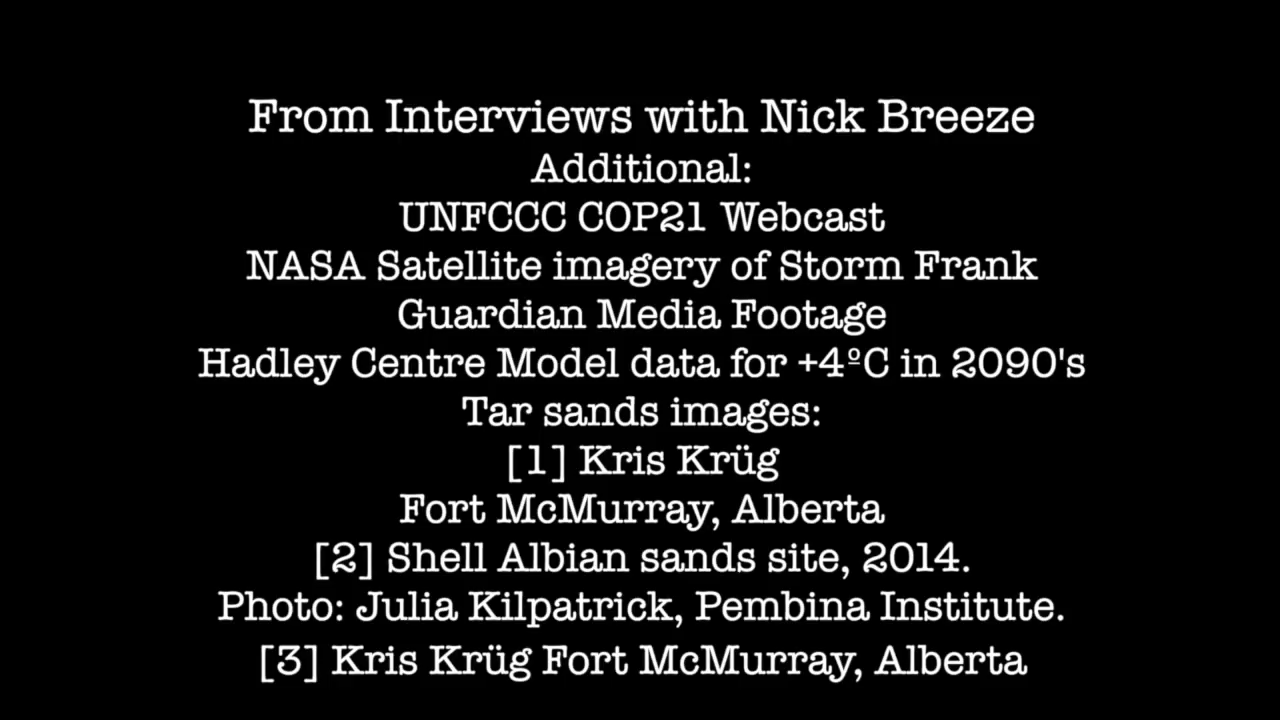 From Interviews with Nick Breeze
Additional:
UNFCCC COP21 Webcast
NASA Satellite imagery of Storm Frank
Guardian Media Footage
Hadley Centre Model data for +4ºC in 2090's
Tar sands images:
[1] Kris Krüg
Fort McMurray, Alberta
[2] Shell Albian sands site, 2014.
Photo: Julia Kilpatrick, Pembina Institute.
[3] Kris Krüg Fort McMurray, Alberta